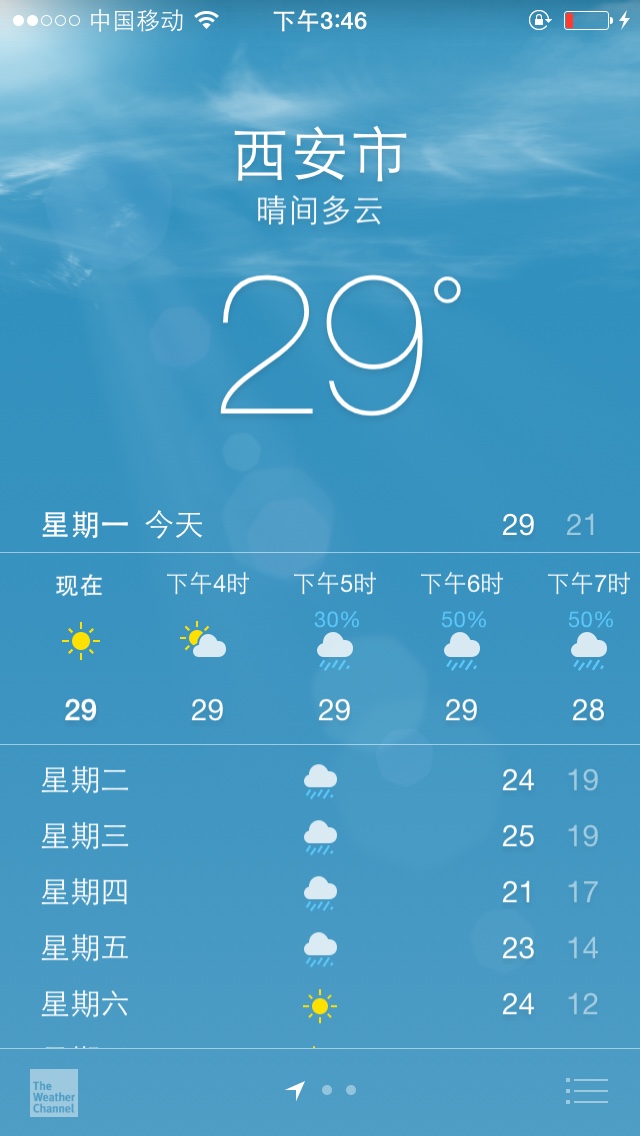 中国移动 下午3:46
西安市
晴间多云
29°
星期一 今天 29 21
现在 下午4时 下午5时 下午6时 下午7时
30% 50% 50%
29 29 29 29 28
星期二 24 19
星期三 25 19
星期四 21 17
星期五 23 14
星期六 24 12
The
Weather
Channel